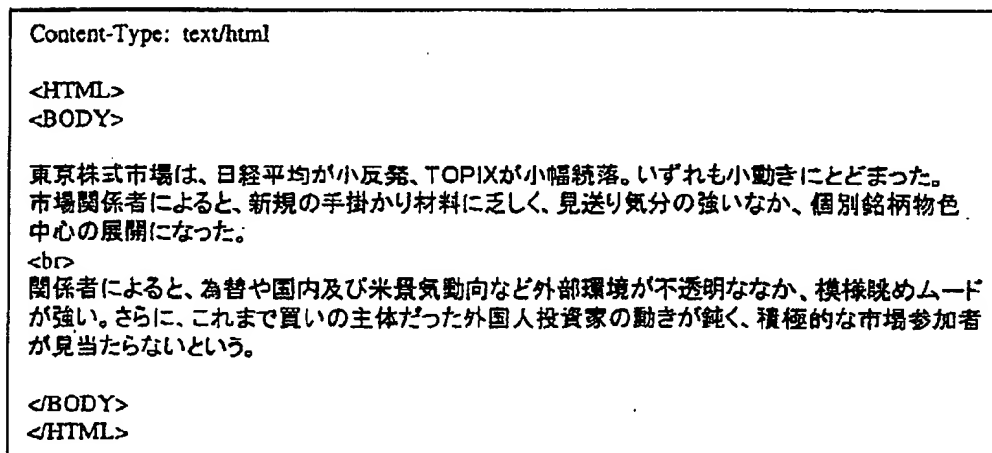 Content-Type: text/html
<HTML>
<BODY>
東京株式市場は、日経平均が小反発、TOPIXが小幅続落。いずれも小動きにとどまった。
市場関係者によると、新規の手掛かり材料に乏しく、見送り気分の強いなか、個別銘柄物色
中心の展開になった。
<br>
関係者によると、為替や国内及び米景気動向など外部環境が不透明ななか、模様眺めムード
が強い。さらに、これまで買いの主体だった外国人投資家の動きが鈍く、積極的な市場参加者
が見当たらないという。
</BODY>
</HTML>